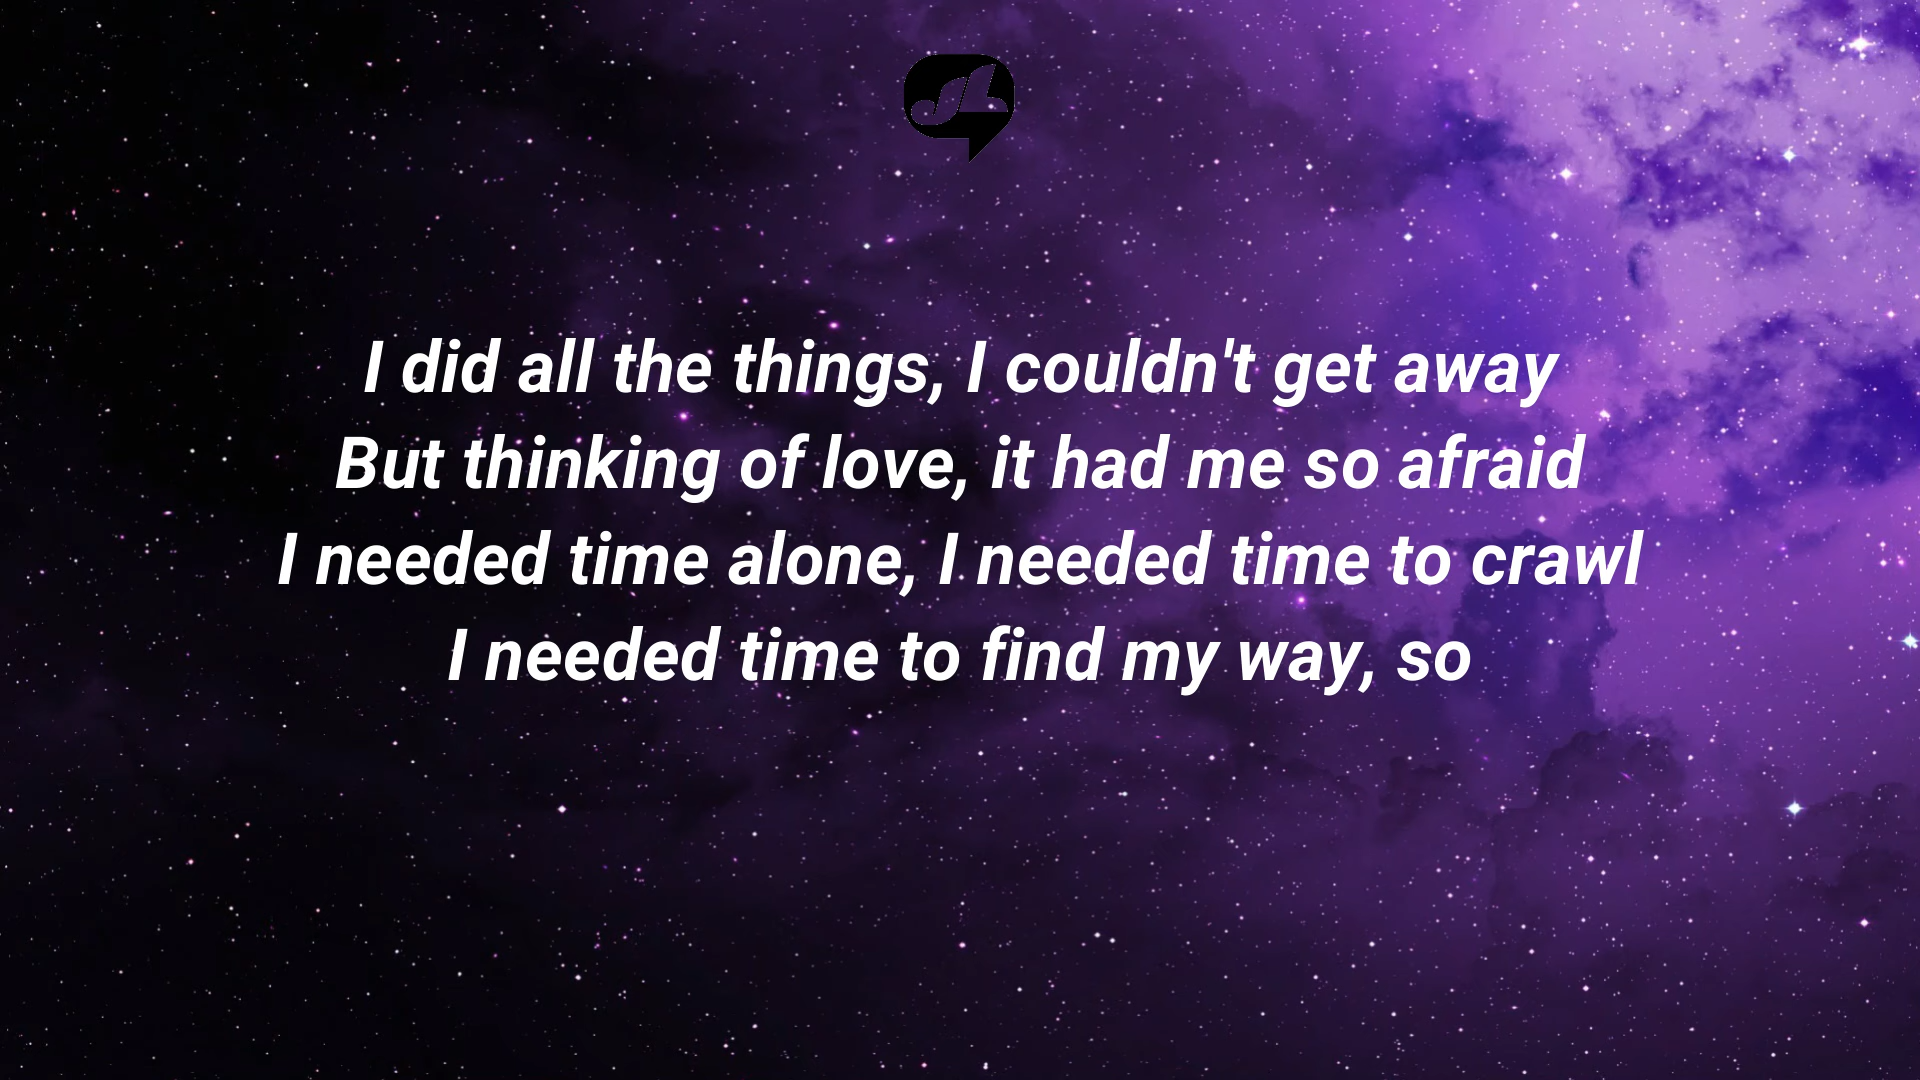 I did all the things, I couldn't get away
But thinking of love, it had me so afraid
I needed time alone, I needed time to crawl
I needed time to find my way, so